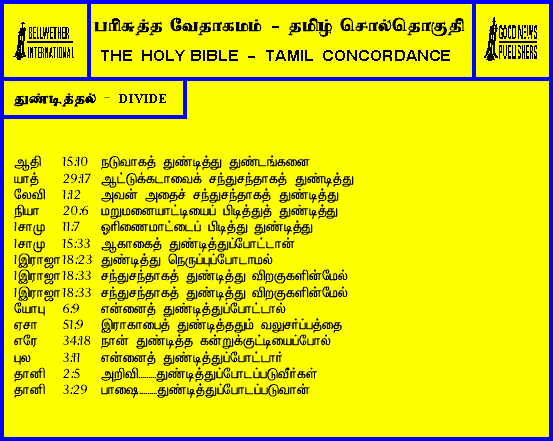 BELLWETHER INTERNATIONAL
பரிசுத்த வேதாகமம் - தமிழ் சொல்தொகுதி
THE HOLY BIBLE - TAMIL CONCORDANCE
GOOD NEWS PUBLISHERS
துண்டித்தல் - DIVIDE
ஆதி 15:10 நடுவாகத் துண்டித்து துண்டங்களை
யாத் 29:17 ஆட்டுக்கடாவைக் சந்துசந்தாகத் துண்டித்து
லேவி 1:12 அவன் அதைச் சந்துசந்தாகத் துண்டித்து
நியா 20:6 மறுமனையாட்டியைப் பிடித்துத் துண்டித்து
1சாமு 11:7 ஓரிணைமாட்டைப் பிடித்து துண்டித்து
1சாமு 15:33 ஆகாகைத் துண்டித்துப்போட்டான்
1இராஜா 18:23 துண்டித்து நெருப்புப்போடாமல்
1இராஜா 18:33 சந்துசந்தாகத் துண்டித்து விறகுகளின்மேல்
1இராஜா 18:33 சந்துசந்தாகத் துண்டித்து விறகுகளின்மேல்
யோபு 6:9 என்னைத் துண்டித்துப்போட்டால்
ஏசா 51:9 இராகாபைத் துண்டித்ததும் வலுசர்ப்பத்தை
எரே 34:18 நான் துண்டித்த கன்றுக்குட்டியைப்போல்
புல 3:11 என்னைத் துண்டித்துப்போட்டார்
தானி 2:5 அறிவி........துண்டித்துப்போடப்படுவீர்கள்
தானி 3:29 பாஷை........துண்டித்துப்போடப்படுவான்